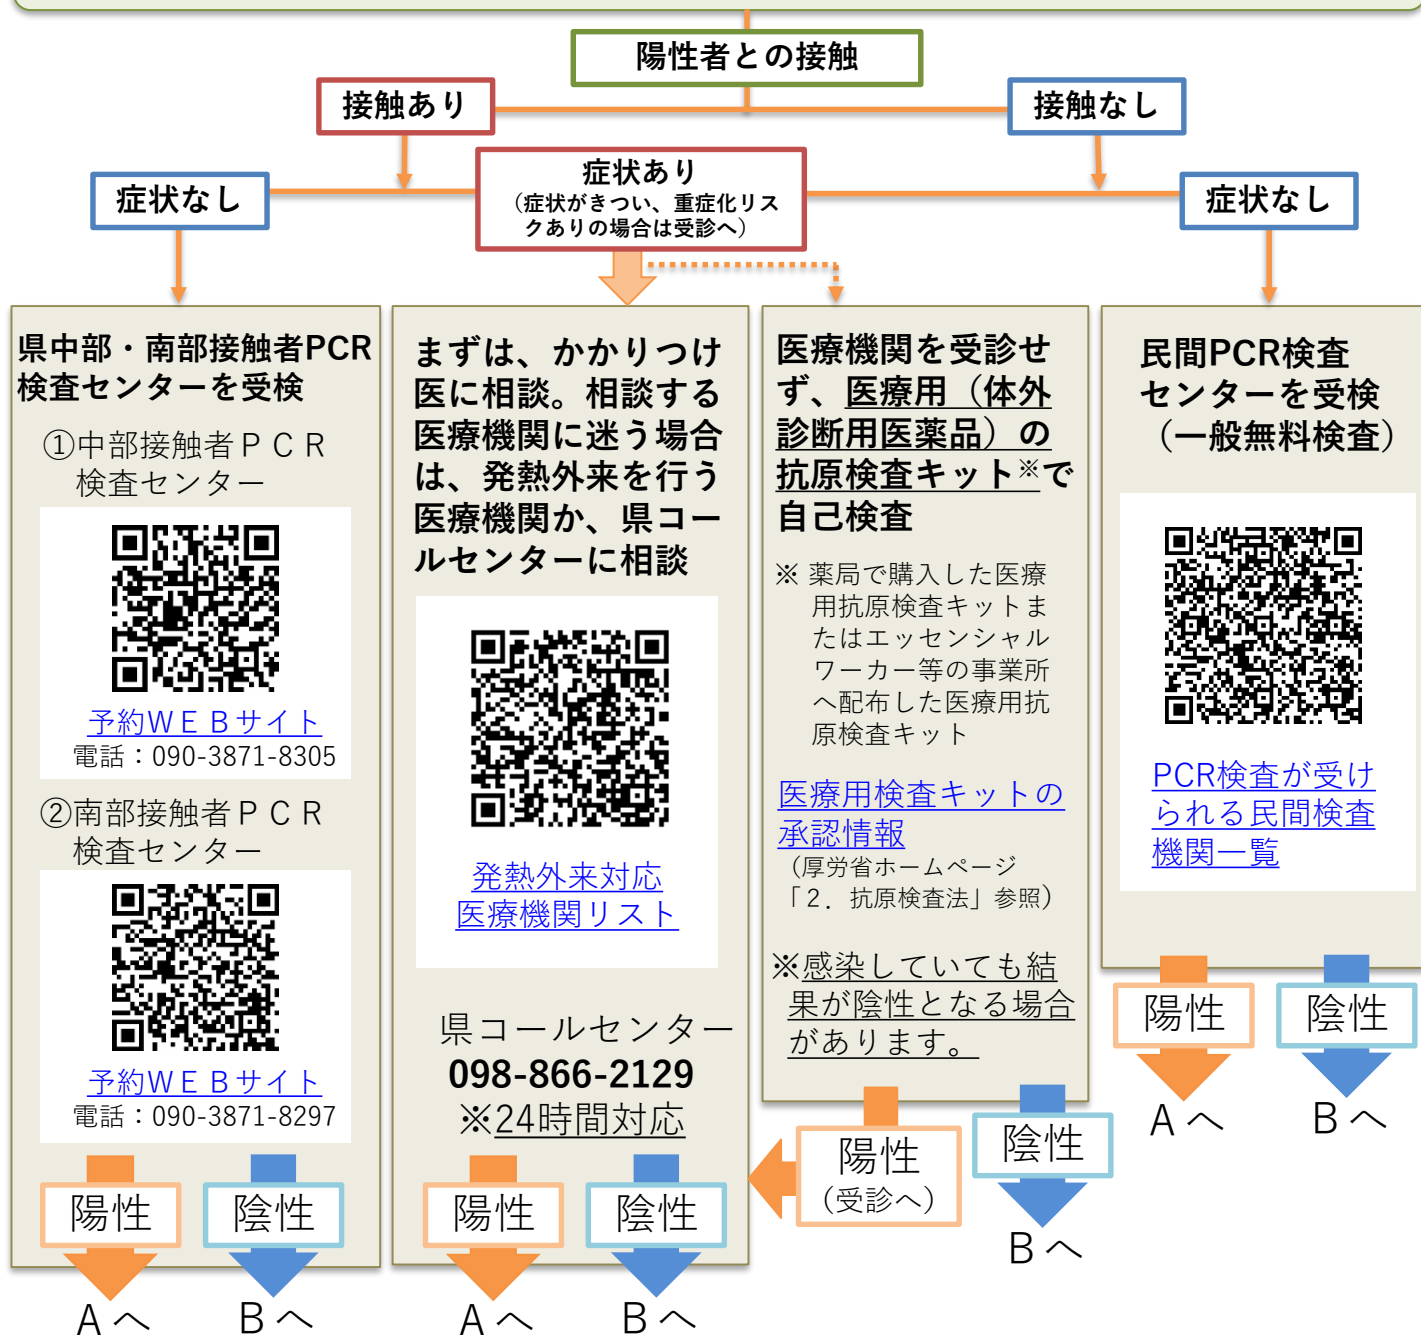 陽性者との接触
接触あり
接触なし
症状なし
症状あり
（症状がきつい、重症化リス
クありの場合は受診へ）
症状なし
県中部・南部接触者PCR
検査センターを受検
①中部接触者ＰＣＲ
検査センター
予約ＷＥＢサイト
電話：090-3871-8305
②南部接触者ＰＣＲ
検査センター
予約ＷＥＢサイト
電話：090-3871-8297
陽性
陰性
Aへ
Bへ
まずは、かかりつけ
医に相談。相談する
医療機関に迷う場合
は、発熱外来を行う
医療機関か、県コー
ルセンターに相談
発熱外来対応
医療機関リスト
県コールセンター
098-866-2129
※24時間対応
陽性
陰性
Aへ
Bへ
医療機関を受診せ
ず、医療用（体外
診断用医薬品）の
抗原検査キット※で
自己検査
※ 薬局で購入した医療
用抗原検査キットま
たはエッセンシャル
ワーカー等の事業所
へ配布した医療用抗
原検査キット
医療用検査キットの
承認情報
（厚労省ホームページ
「２．抗原検査法」参照）
※感染していても結
果が陰性となる場合
があります。
陽性
（受診へ）
陰性
Bへ
民間PCR検査
センターを受検
（一般無料検査）
PCR検査が受け
られる民間検査
機関一覧
陽性
陰性
Aへ
Bへ